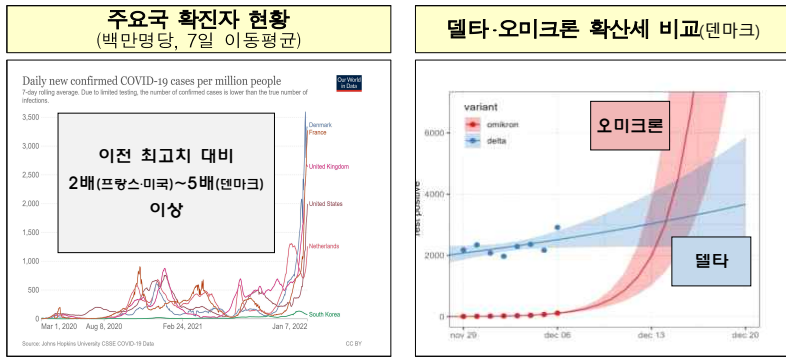 주요국 확진자 현황
(백만명당, 7일 이동평균)
Daily new confirmed COVID-19 cases per million people
7-day rolling average. Due to limited testing, the number of confirmed cases is lower than the true number of
infections.
Our World
in Data
3,500
3,000
2,500
2,000
1,500
1,000
500
0
이전 최고치 대비
2배(프랑스·미국)~5배(덴마크)
이상
Denmark
France
United Kingdom
United States
Netherlands
South Korea
Mar 1, 2020
Aug 8, 2020
Feb 24, 2021
Jan 7, 2022
Source: Johns Hopkins University CSSE COVID-19 Data
CC BY
델타·오미크론 확산세 비교(덴마크)
variant
omikron
delta
오미크론
델타
6000
4000
2000
0
Test positive
nov 29
dec 06
dec 13
dec 20